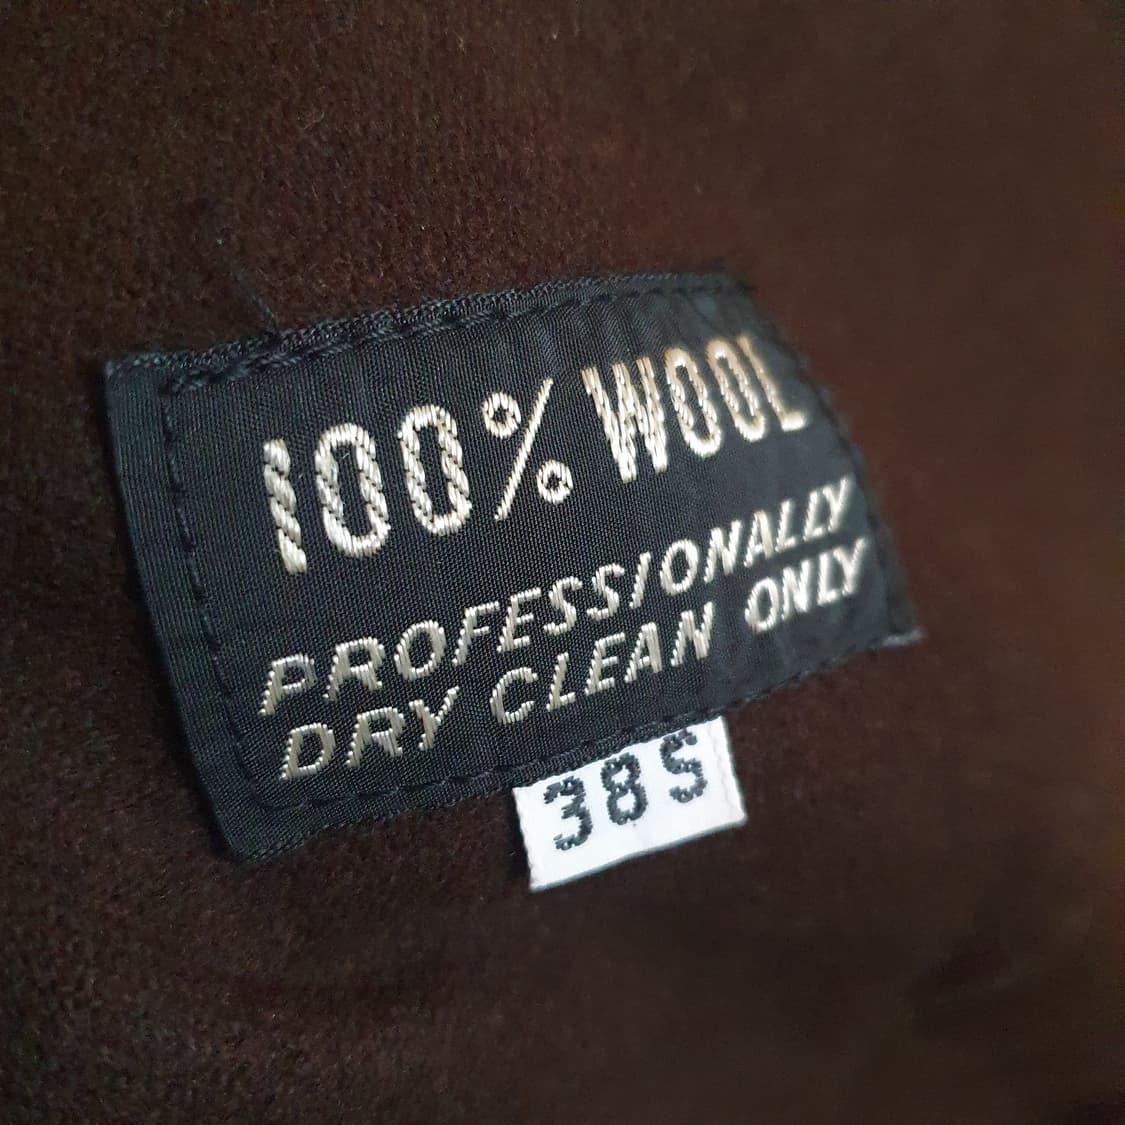 100% WOOL
PROFESSIONALLY
DRY CLEAN ONLY
38S